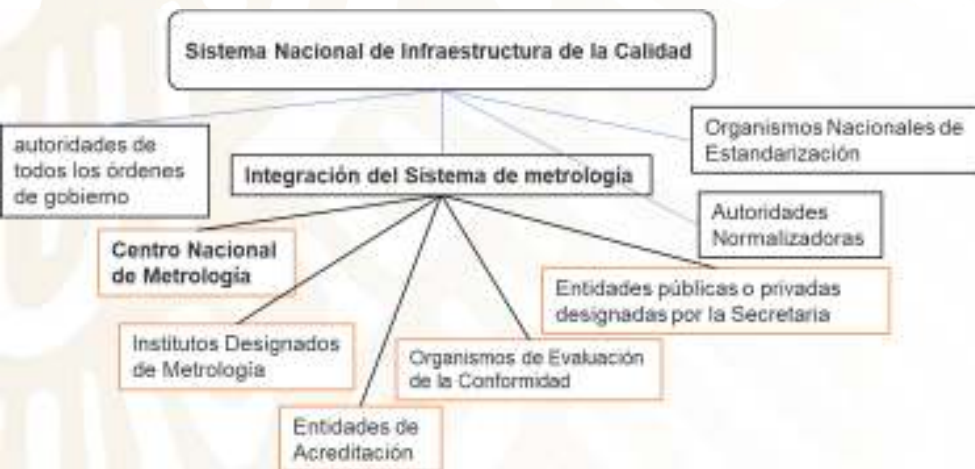 Sistema Nacional de Infraestructura de la Calidad
autoridades de
todos los órdenes
de gobierno
Organismos Nacionales de
Estandarización
Integración del Sistema de metrología
Autoridades
Normalizadoras
Centro Nacional
de Metrología
Entidades públicas o privadas
designadas por la Secretaria
Institutos Designados
de Metrología
Organismos de Evaluación
de la Conformidad
Entidades de
Acreditación